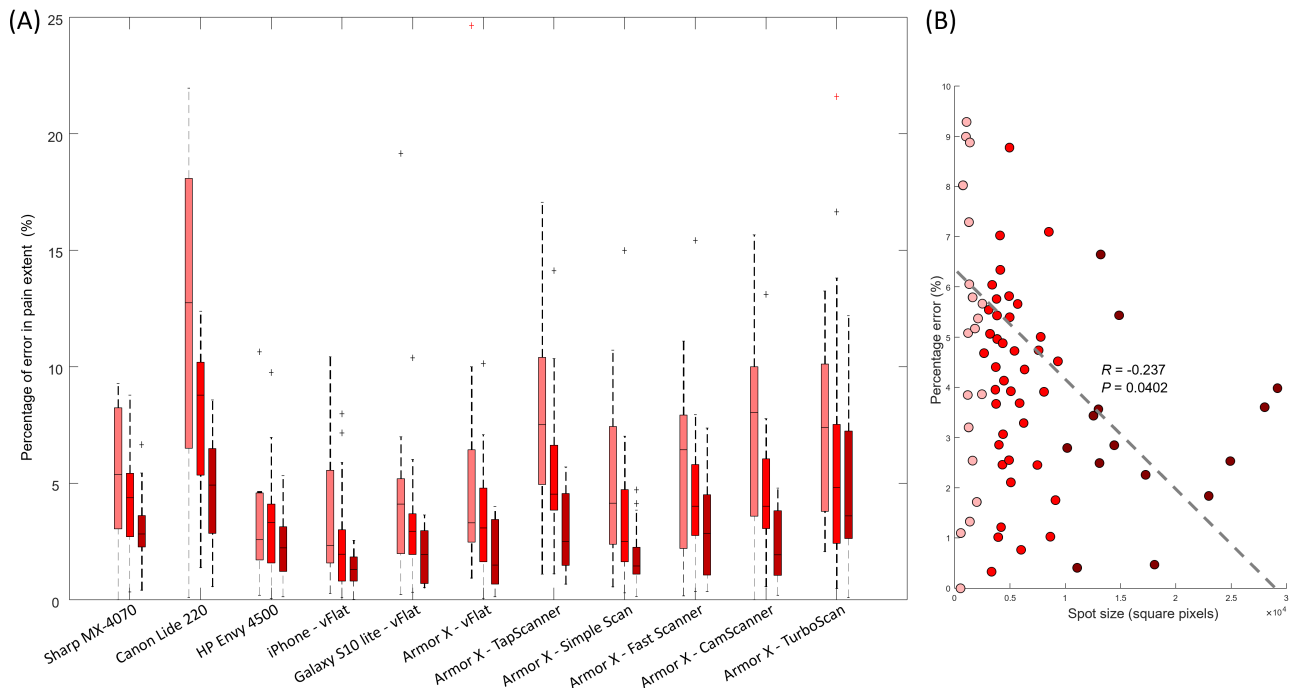 (A)
Percentage of error in pain extent (%)
25
20
15
10
5
0
Sharp MX-4070
Canon Lide 220
HP Envy 4500
iPhone - vFlat
Galaxy S10 lite - vFlat
Armor X - vFlat
Armor X - TapScanner
Armor X - Simple Scan
Armor X - Fast Scanner
Armor X - CamScanner
Armor X - TurboScan
(B)
Percentage error (%)
10
9
8
7
6
5
4
3
2
1
0
R = -0.237
P = 0.0402
0 0.5 1 1.5 2 2.5 3
×10⁴
Spot size (square pixels)